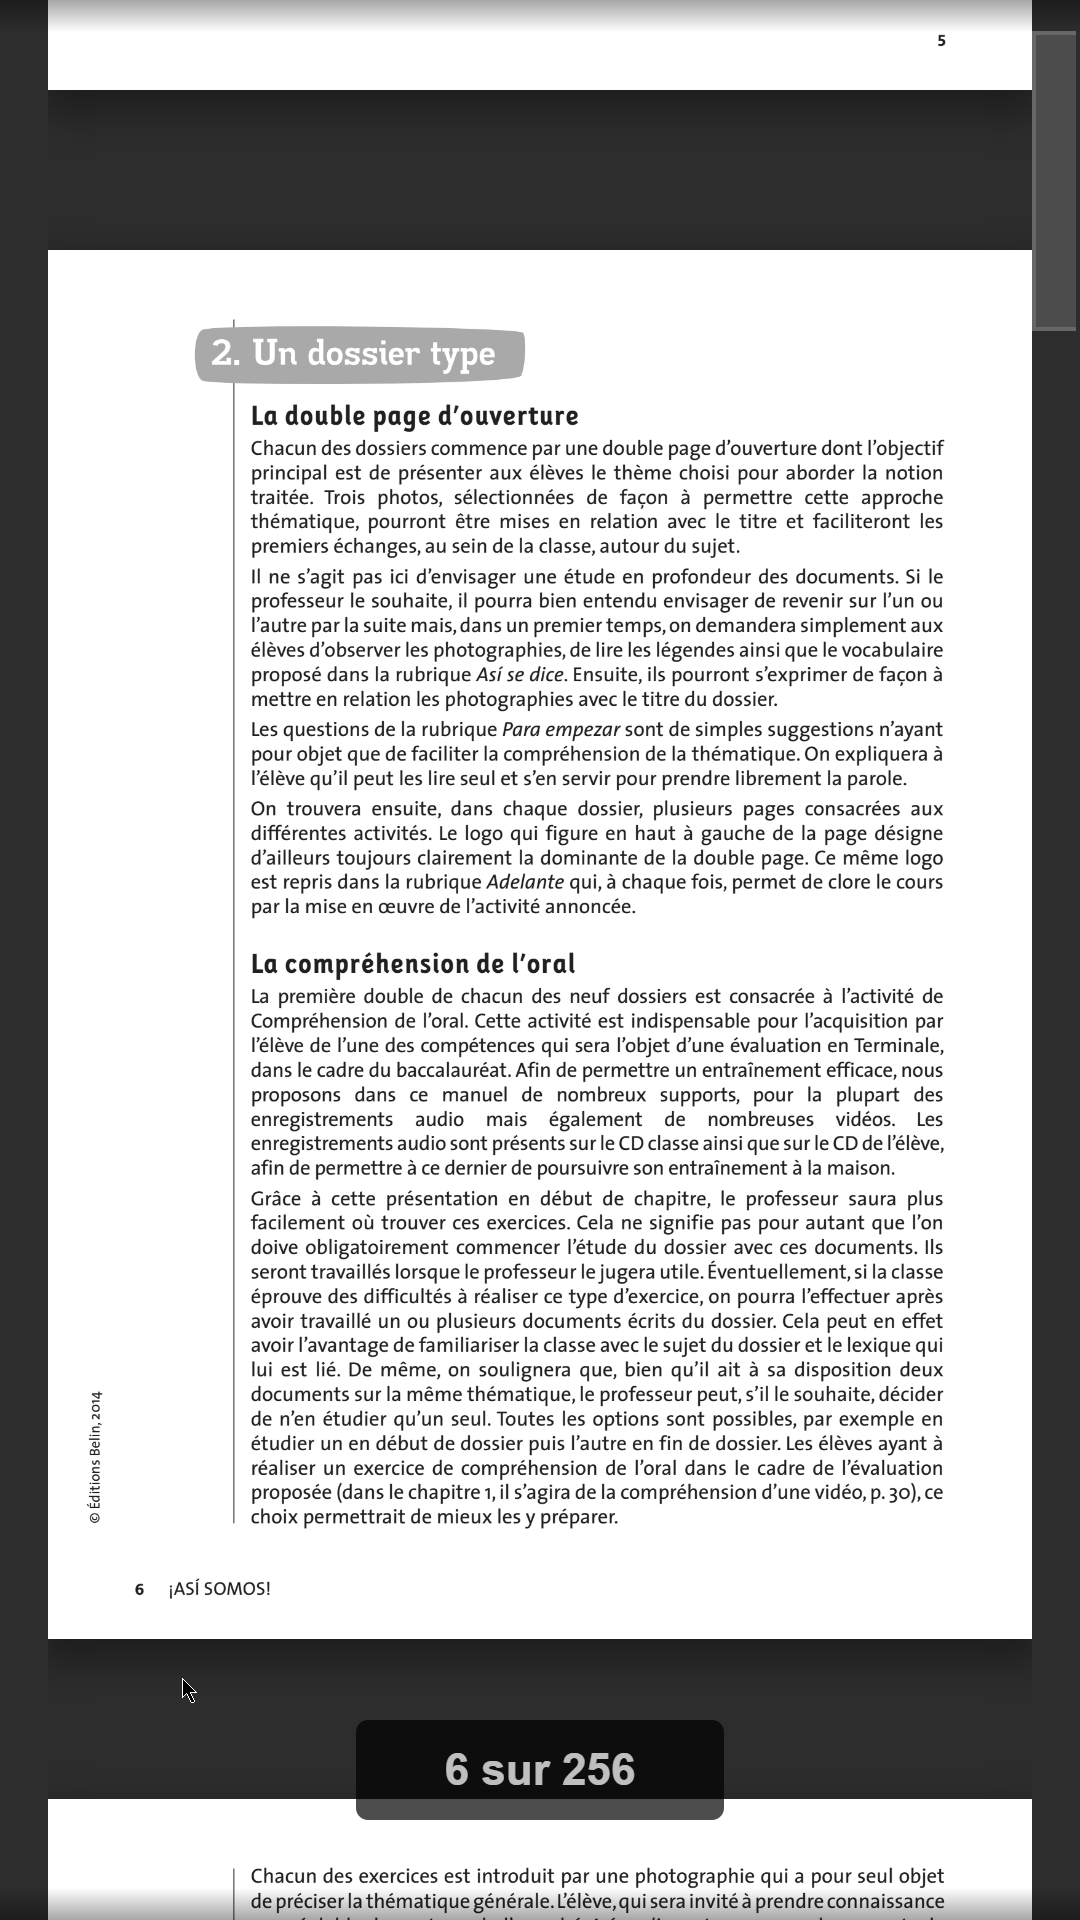 5
2. Un dossier type
La double page d’ouverture
Chacun des dossiers commence par une double page d’ouverture dont l’objectif
principal est de présenter aux élèves le thème choisi pour aborder la notion
traitée. Trois photos, sélectionnées de façon à permettre cette approche
thématique, pourront être mises en relation avec le titre et faciliteront les
premiers échanges, au sein de la classe, autour du sujet.
Il ne s’agit pas ici d’envisager une étude en profondeur des documents. Si le
professeur le souhaite, il pourra bien entendu envisager de revenir sur l’un ou
l’autre par la suite mais, dans un premier temps, on demandera simplement aux
élèves d’observer les photographies, de lire les légendes ainsi que le vocabulaire
proposé dans la rubrique Así se dice. Ensuite, ils pourront s’exprimer de façon à
mettre en relation les photographies avec le titre du dossier.
Les questions de la rubrique Para empezar sont de simples suggestions n’ayant
pour objet que de faciliter la compréhension de la thématique. On expliquera à
l’élève qu’il peut les lire seul et s’en servir pour prendre librement la parole.
On trouvera ensuite, dans chaque dossier, plusieurs pages consacrées aux
différentes activités. Le logo qui figure en haut à gauche de la page désigne
d’ailleurs toujours clairement la dominante de la double page. Ce même logo
est repris dans la rubrique Adelante qui, à chaque fois, permet de clore le cours
par la mise en œuvre de l’activité annoncée.
La compréhension de l’oral
La première double de chacun des neuf dossiers est consacrée à l’activité de
Compréhension de l’oral. Cette activité est indispensable pour l’acquisition par
l’élève de l’une des compétences qui sera l’objet d’une évaluation en Terminale,
dans le cadre du baccalauréat. Afin de permettre un entraînement efficace, nous
proposons dans ce manuel de nombreux supports, pour la plupart des
enregistrements audio mais également de nombreuses vidéos. Les
enregistrements audio sont présents sur le CD classe ainsi que sur le CD de l’élève,
afin de permettre à ce dernier de poursuivre son entraînement à la maison.
Grâce à cette présentation en début de chapitre, le professeur saura plus
facilement où trouver ces exercices. Cela ne signifie pas pour autant que l’on
doive obligatoirement commencer l’étude du dossier avec ces documents. Ils
seront travaillés lorsque le professeur le jugera utile. Éventuellement, si la classe
éprouve des difficultés à réaliser ce type d’exercice, on pourra l’effectuer après
avoir travaillé un ou plusieurs documents écrits du dossier. Cela peut en effet
avoir l’avantage de familiariser la classe avec le sujet du dossier et le lexique qui
lui est lié. De même, on soulignera que, bien qu’il ait à sa disposition deux
documents sur la même thématique, le professeur peut, s’il le souhaite, décider
de n’en étudier qu’un seul. Toutes les options sont possibles, par exemple en
étudier un en début de dossier puis l’autre en fin de dossier. Les élèves ayant à
réaliser un exercice de compréhension de l’oral dans le cadre de l’évaluation
proposée (dans le chapitre 1, il s’agira de la compréhension d’une vidéo, p. 30), ce
choix permettrait de mieux les y préparer.
© Éditions Belin, 2014
6 ¡ASÍ SOMOS!
6 sur 256
Chacun des exercices est introduit par une photographie qui a pour seul objet
de préciser la thématique générale. L’élève, qui sera invité à prendre connaissance